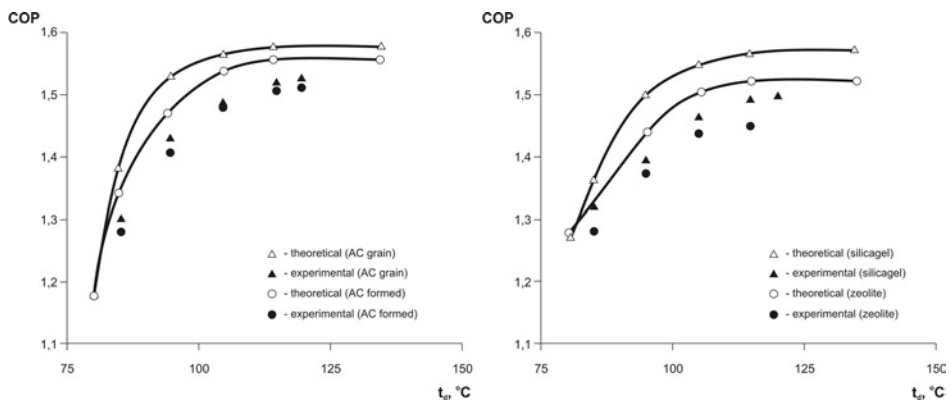 COP
1,6
1,5
1,4
1,3
1,2
1,1
75
100
125
150
t_d, °C
- theoretical (AC grain)
- experimental (AC grain)
- theoretical (AC formed)
- experimental (AC formed)
COP
1,6
1,5
1,4
1,3
1,2
1,1
75
100
125
150
t_d, °C
- theoretical (silicagel)
- experimental (silicagel)
- theoretical (zeolite)
- experimental (zeolite)